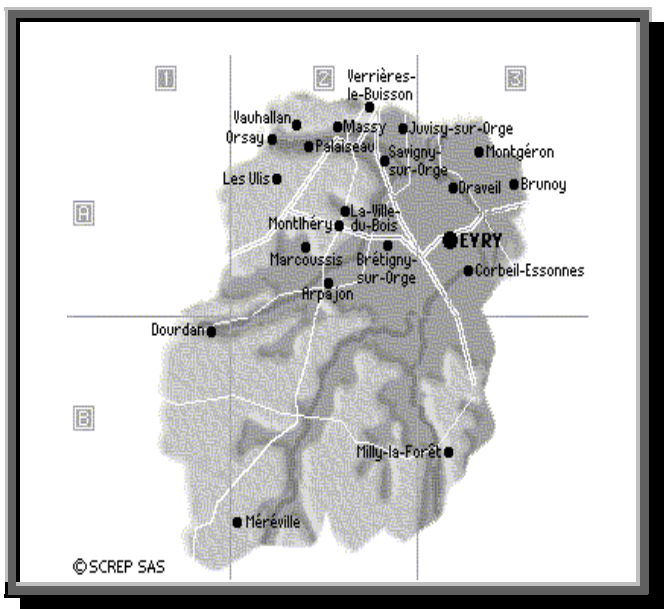 1
2
3
Verrières-
le-Buisson
Vauhallan
Massy
Juvisy-sur-Orge
Orsay
Palaiseau
Savigny-
sur-Orge
Montgéron
Les Ulis
Draveil
Brunoy
A
La-Ville-
du-Bois
Montlhéry
EYRY
Marcoussis
Brétigny-
sur-Orge
Corbeil-Essonnes
Arpajon
Dourdan
B
Milly-la-Forêt
Méréville
©SCREP SAS